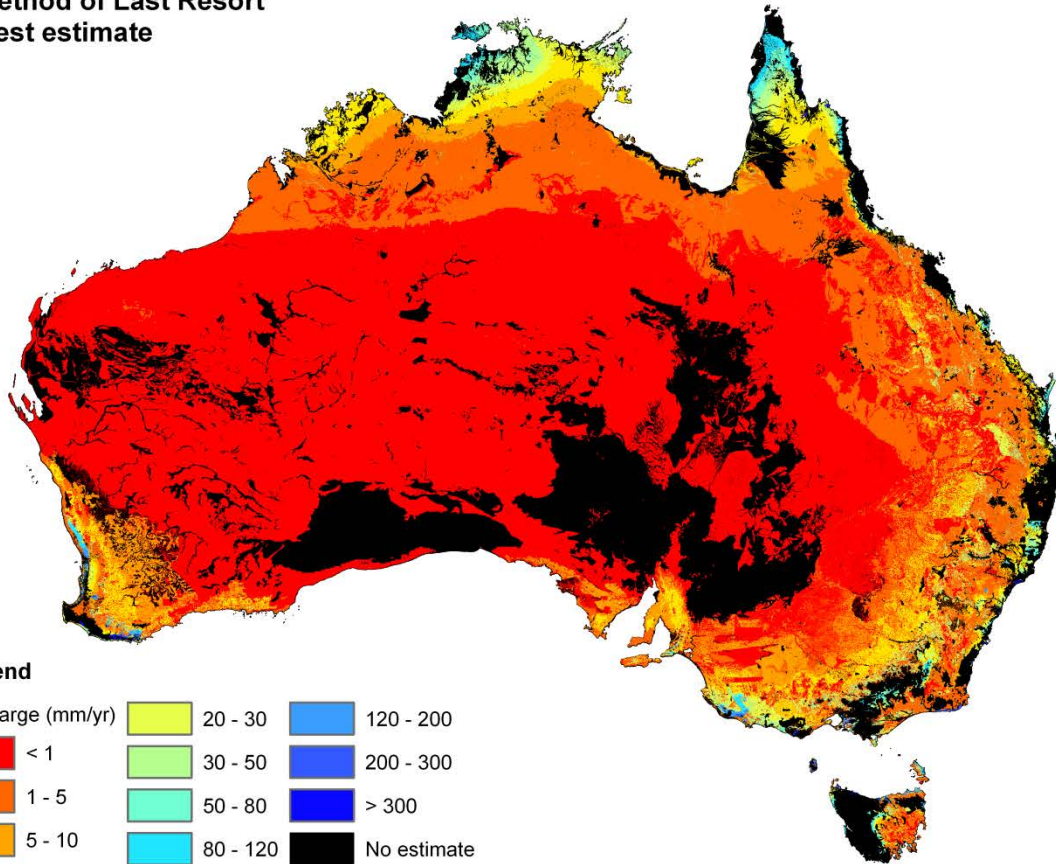 ethod of Last Resort
est estimate
end
arge (mm/yr)
< 1
1 - 5
5 - 10
20 - 30
30 - 50
50 - 80
80 - 120
120 - 200
200 - 300
> 300
No estimate